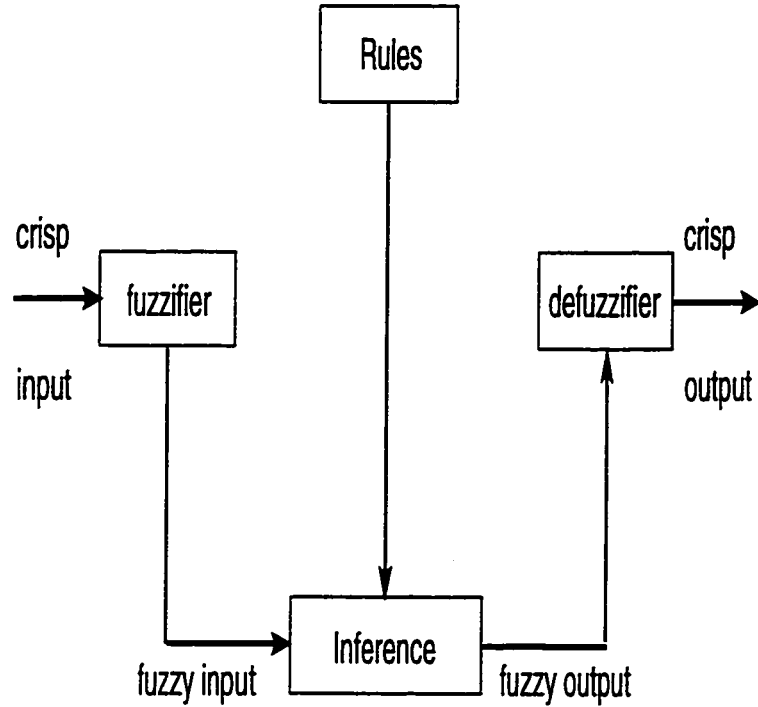 Rules
crisp
fuzzifier
input
crisp
defuzzifier
output
Inference
fuzzy input
fuzzy output